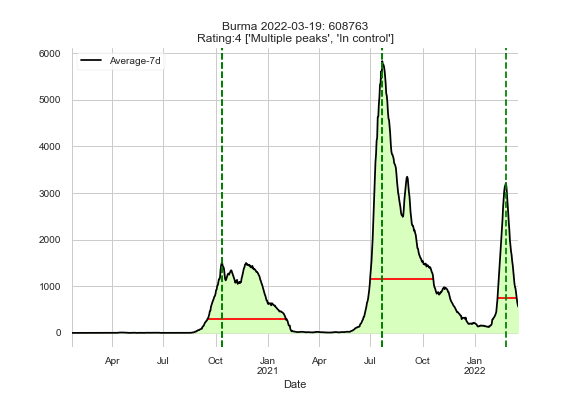 Burma 2022-03-19: 608763
Rating:4 ['Multiple peaks', 'In control']
Average-7d
6000
5000
4000
3000
2000
1000
0
Apr Jul Oct Jan Apr Jul Oct Jan
2021 2022
Date